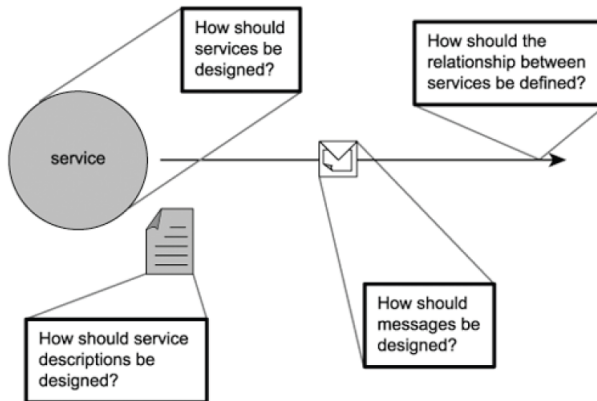 How should
services be
designed?
How should the
relationship between
services be defined?
service
How should service
descriptions be
designed?
How should
messages be
designed?